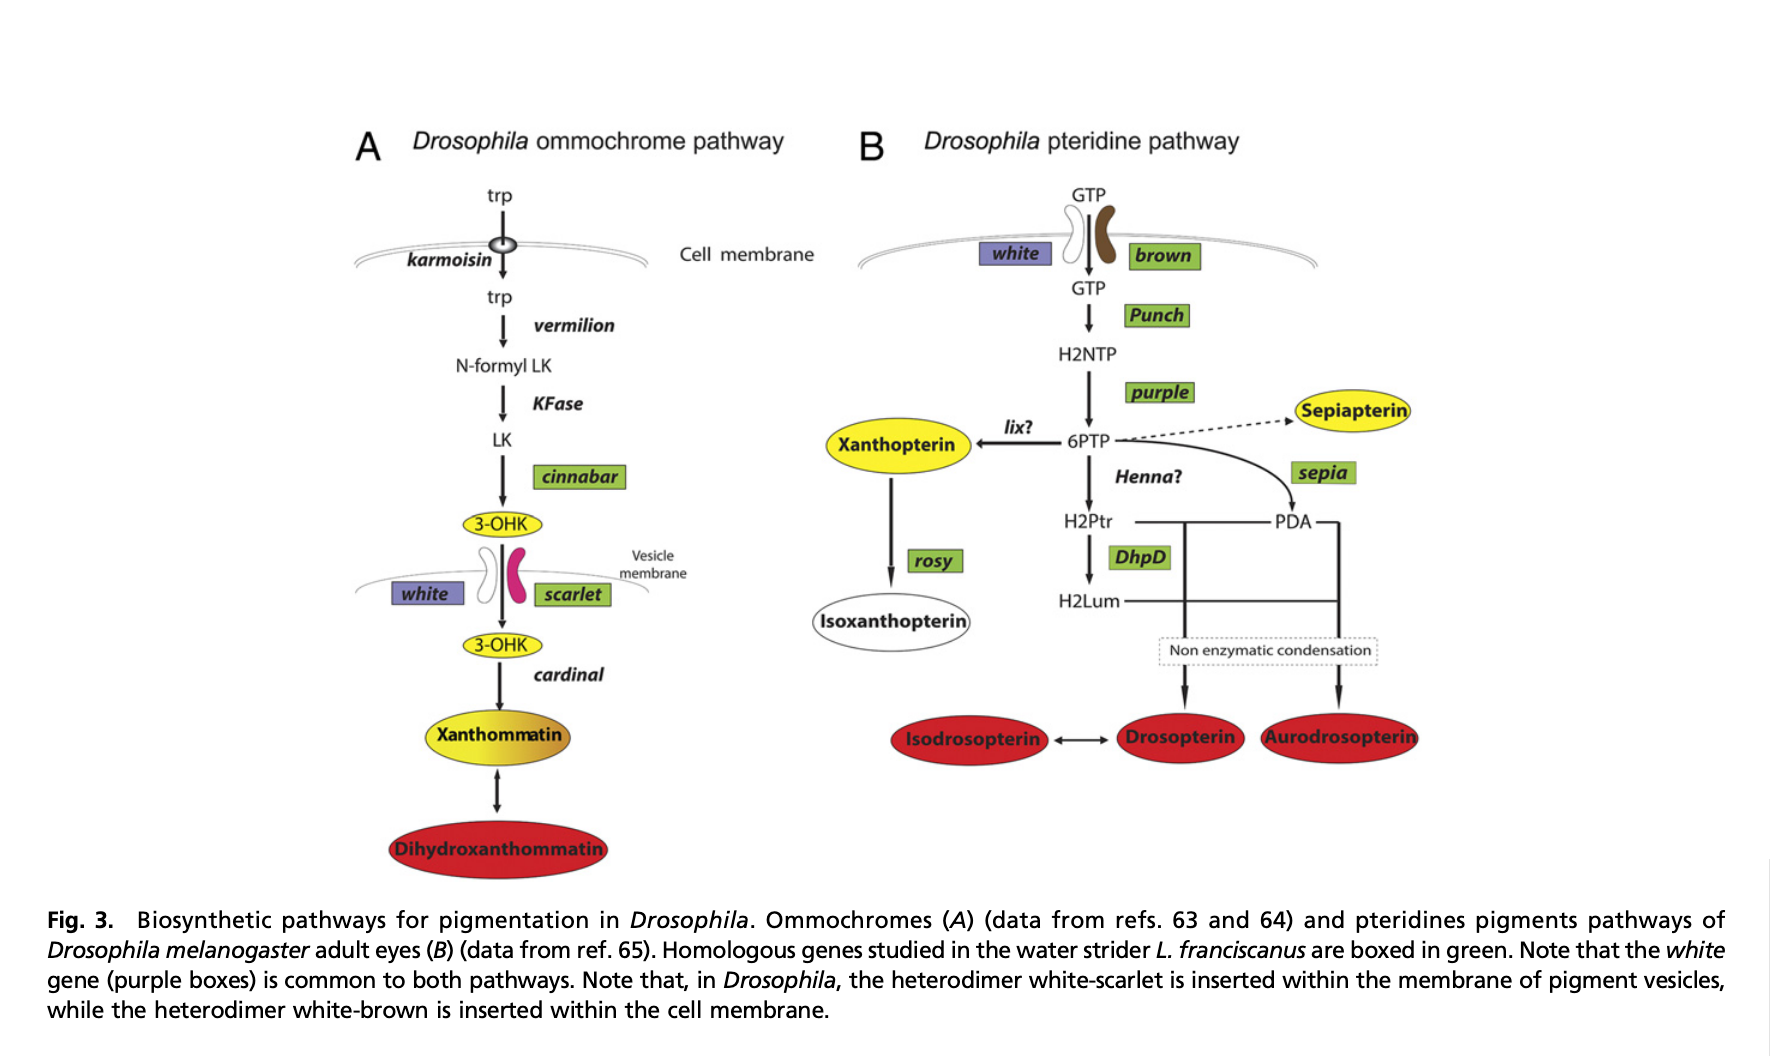 A Drosophila ommochrome pathway
trp
karmoisin
Cell membrane
trp
vermilion
N-formyl LK
KFase
LK
cinnabar
3-OHK
Vesicle
membrane
white
scarlet
3-OHK
cardinal
Xanthommatin
Dihydroxanthommatin
B Drosophila pteridine pathway
GTP
white
brown
GTP
Punch
H2NTP
purple
Sepiapterin
lix?
Xanthopterin
6PTP
sepia
Henna?
H2Ptr
PDA
DhpD
rosy
H2Lum
Isoxanthopterin
Non enzymatic condensation
Isodrosopterin
Drosopterin
Aurodrosopterin
Fig. 3. Biosynthetic pathways for pigmentation in Drosophila. Ommochromes (A) (data from refs. 63 and 64) and pteridines pigments pathways of
Drosophila melanogaster adult eyes (B) (data from ref. 65). Homologous genes studied in the water strider L. franciscanus are boxed in green. Note that the white
gene (purple boxes) is common to both pathways. Note that, in Drosophila, the heterodimer white-scarlet is inserted within the membrane of pigment vesicles,
while the heterodimer white-brown is inserted within the cell membrane.